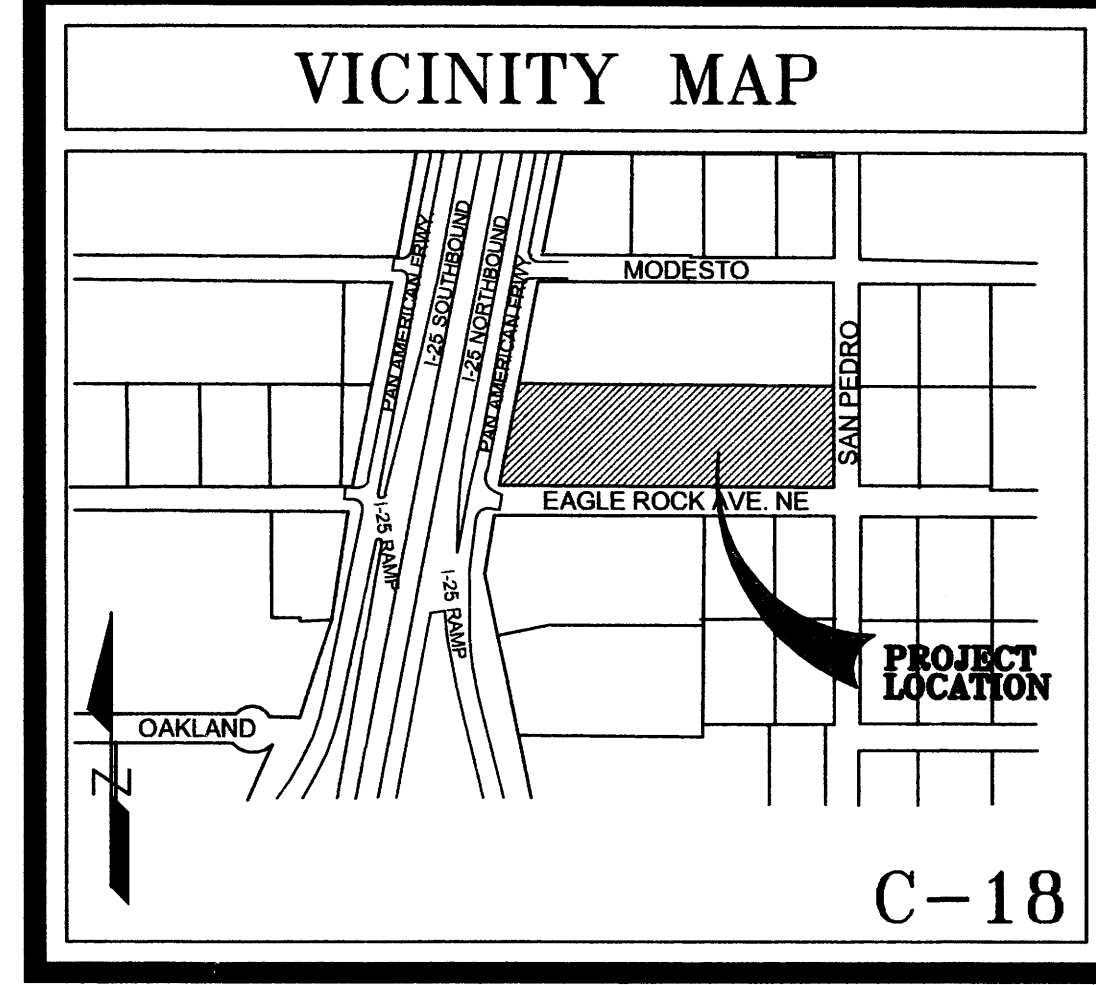 VICINITY MAP
PAN AMERICAN FRWY.
I-25 SOUTHBOUND
I-25 NORTHBOUND
PAN AMERICAN FRWY
MODESTO
SAN PEDRO
EAGLE ROCK AVE. NE
I-25 RAMP
I-25 RAMP
PROJECT
LOCATION
OAKLAND
N
C-18